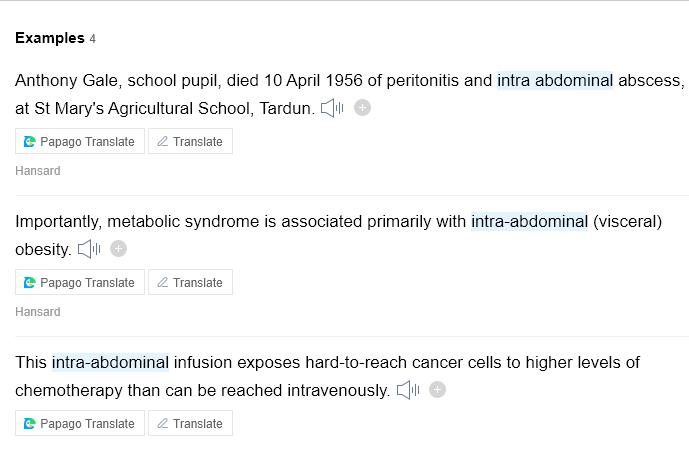 Examples 4
Anthony Gale, school pupil, died 10 April 1956 of peritonitis and intra abdominal abscess,
at St Mary's Agricultural School, Tardun.
Papago Translate Translate
Hansard
Importantly, metabolic syndrome is associated primarily with intra-abdominal (visceral)
obesity.
Papago Translate Translate
Hansard
This intra-abdominal infusion exposes hard-to-reach cancer cells to higher levels of
chemotherapy than can be reached intravenously.
Papago Translate Translate